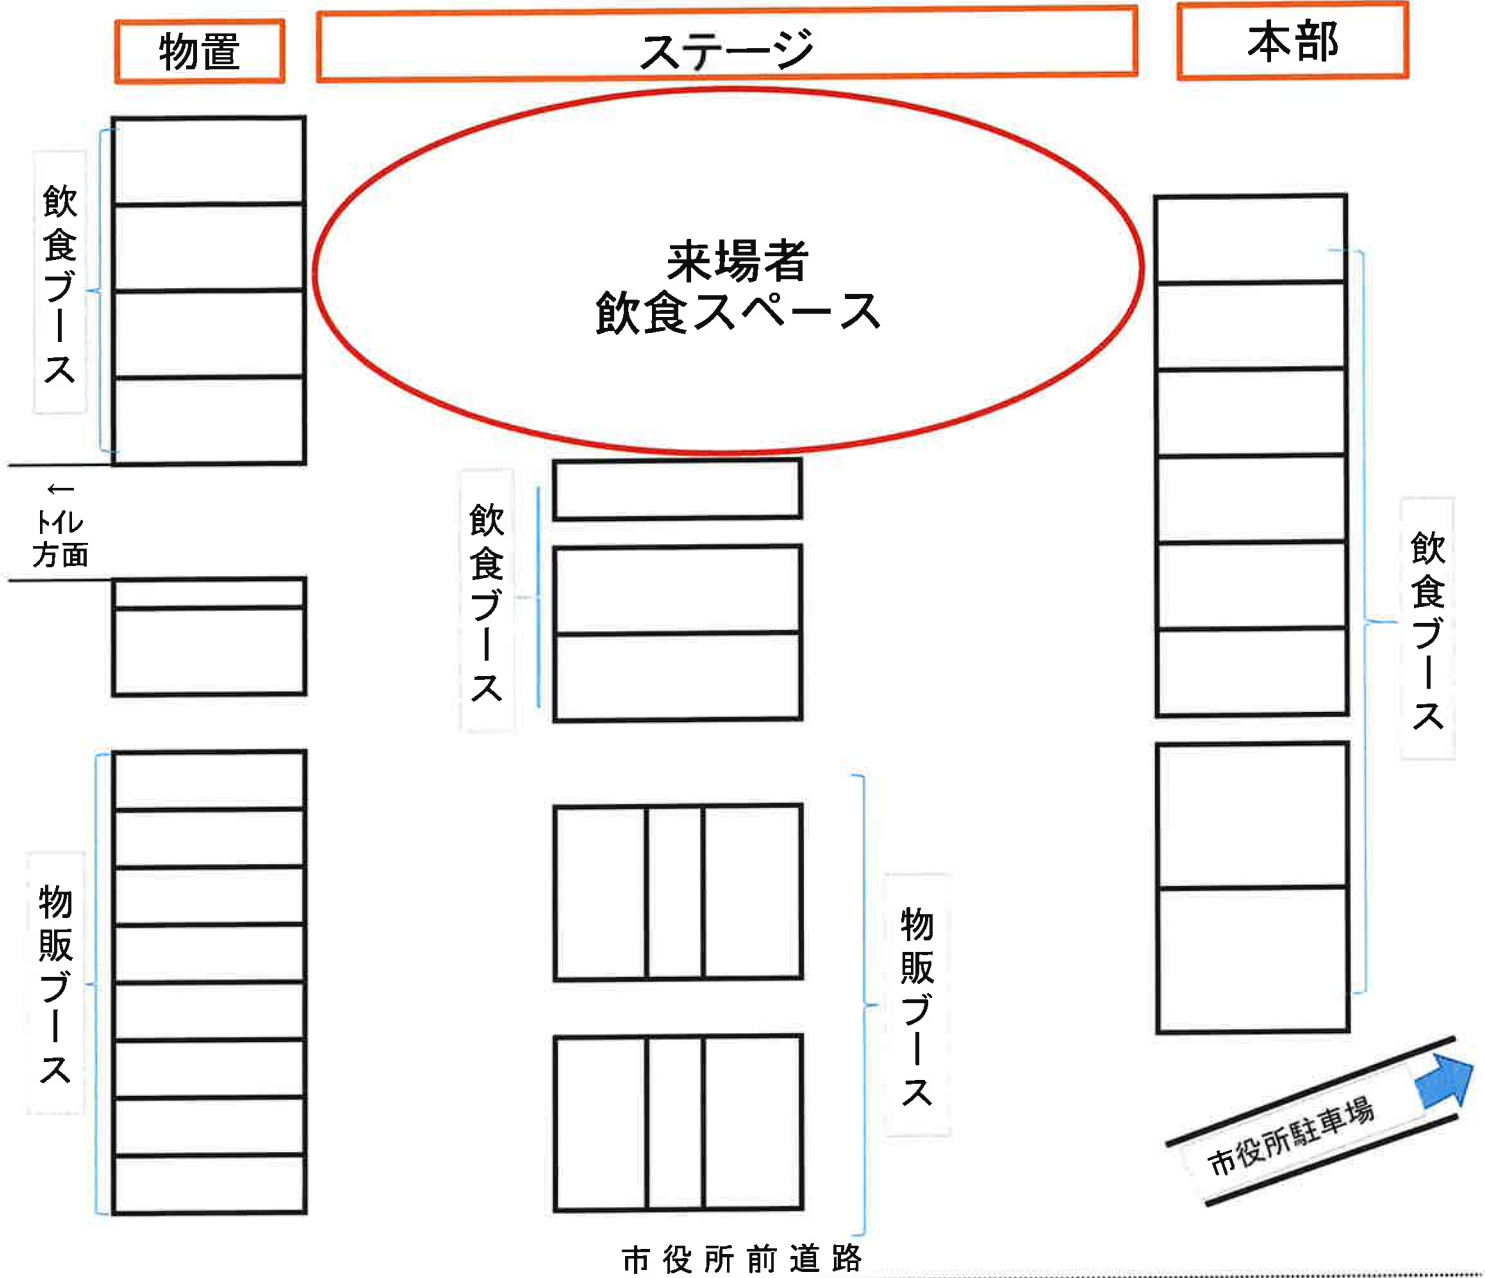 物置
ステージ
本部
飲食ブース
来場者
飲食スペース
←
ﾄｲﾚ
方面
飲食ブース
飲食ブース
物販ブース
物販ブース
市役所駐車場
市役所前道路